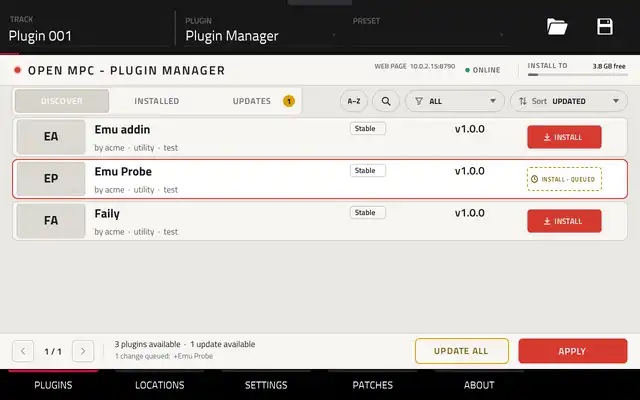 TRACK
Plugin 001
PLUGIN
Plugin Manager
PRESET
OPEN MPC - PLUGIN MANAGER
WEB PAGE 10.0.2.15:8790
ONLINE
INSTALL TO
3.8 GB free
DISCOVER
INSTALLED
UPDATES
1
A-Z
ALL
Sort UPDATED
EA
Emu addin
by acme · utility · test
Stable
v1.0.0
INSTALL
EP
Emu Probe
by acme · utility · test
Stable
v1.0.0
INSTALL · QUEUED
FA
Faily
by acme · utility · test
Stable
v1.0.0
INSTALL
1 / 1
3 plugins available · 1 update available
1 change queued: +Emu Probe
UPDATE ALL
APPLY
PLUGINS
LOCATIONS
SETTINGS
PATCHES
ABOUT